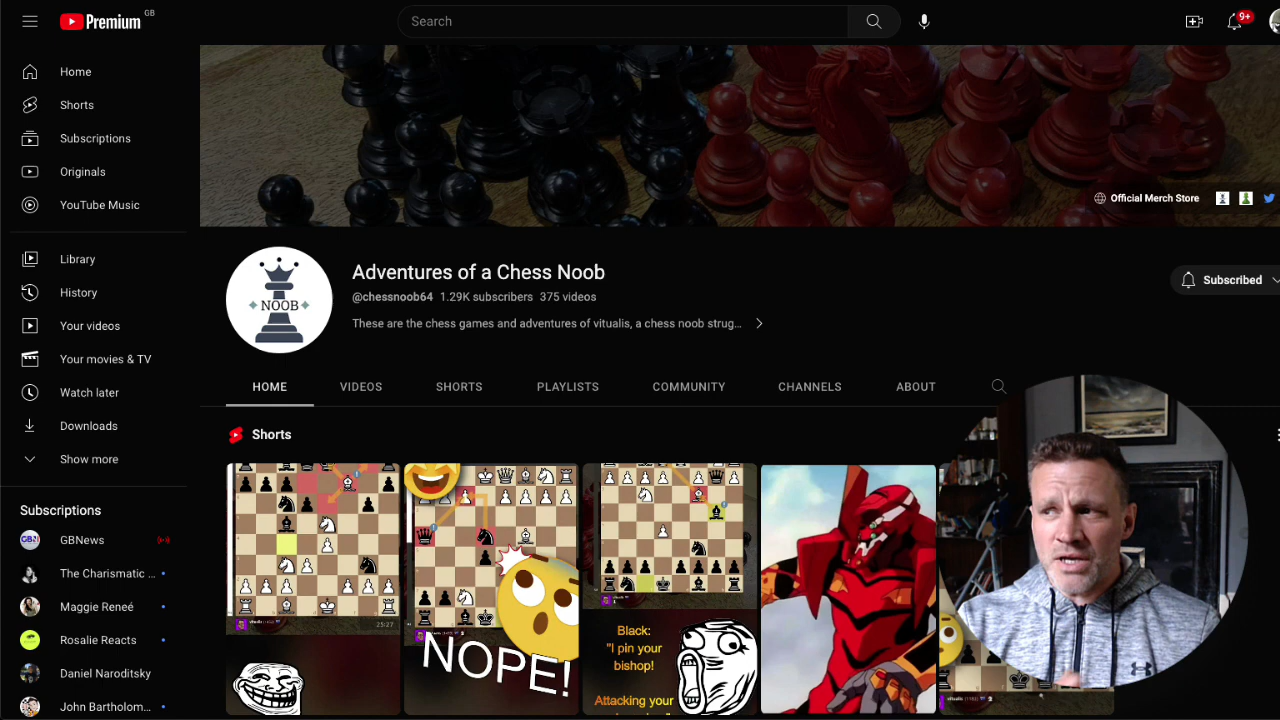 Premium GB
Search
9+
Home
Shorts
Subscriptions
Originals
YouTube Music
Library
History
Your videos
Your movies & TV
Watch later
Downloads
Show more
Subscriptions
GBNews
The Charismatic ...
Maggie Reneé
Rosalie Reacts
Daniel Naroditsky
John Bartholom...
Official Merch Store
NOOB
Adventures of a Chess Noob
@chessnoob64 1.29K subscribers 375 videos
These are the chess games and adventures of vitualis, a chess noob strug...
Subscribed
HOME VIDEOS SHORTS PLAYLISTS COMMUNITY CHANNELS ABOUT
Shorts
25:27
NOPE!
Black:
"I pin your
bishop!
Attacking your